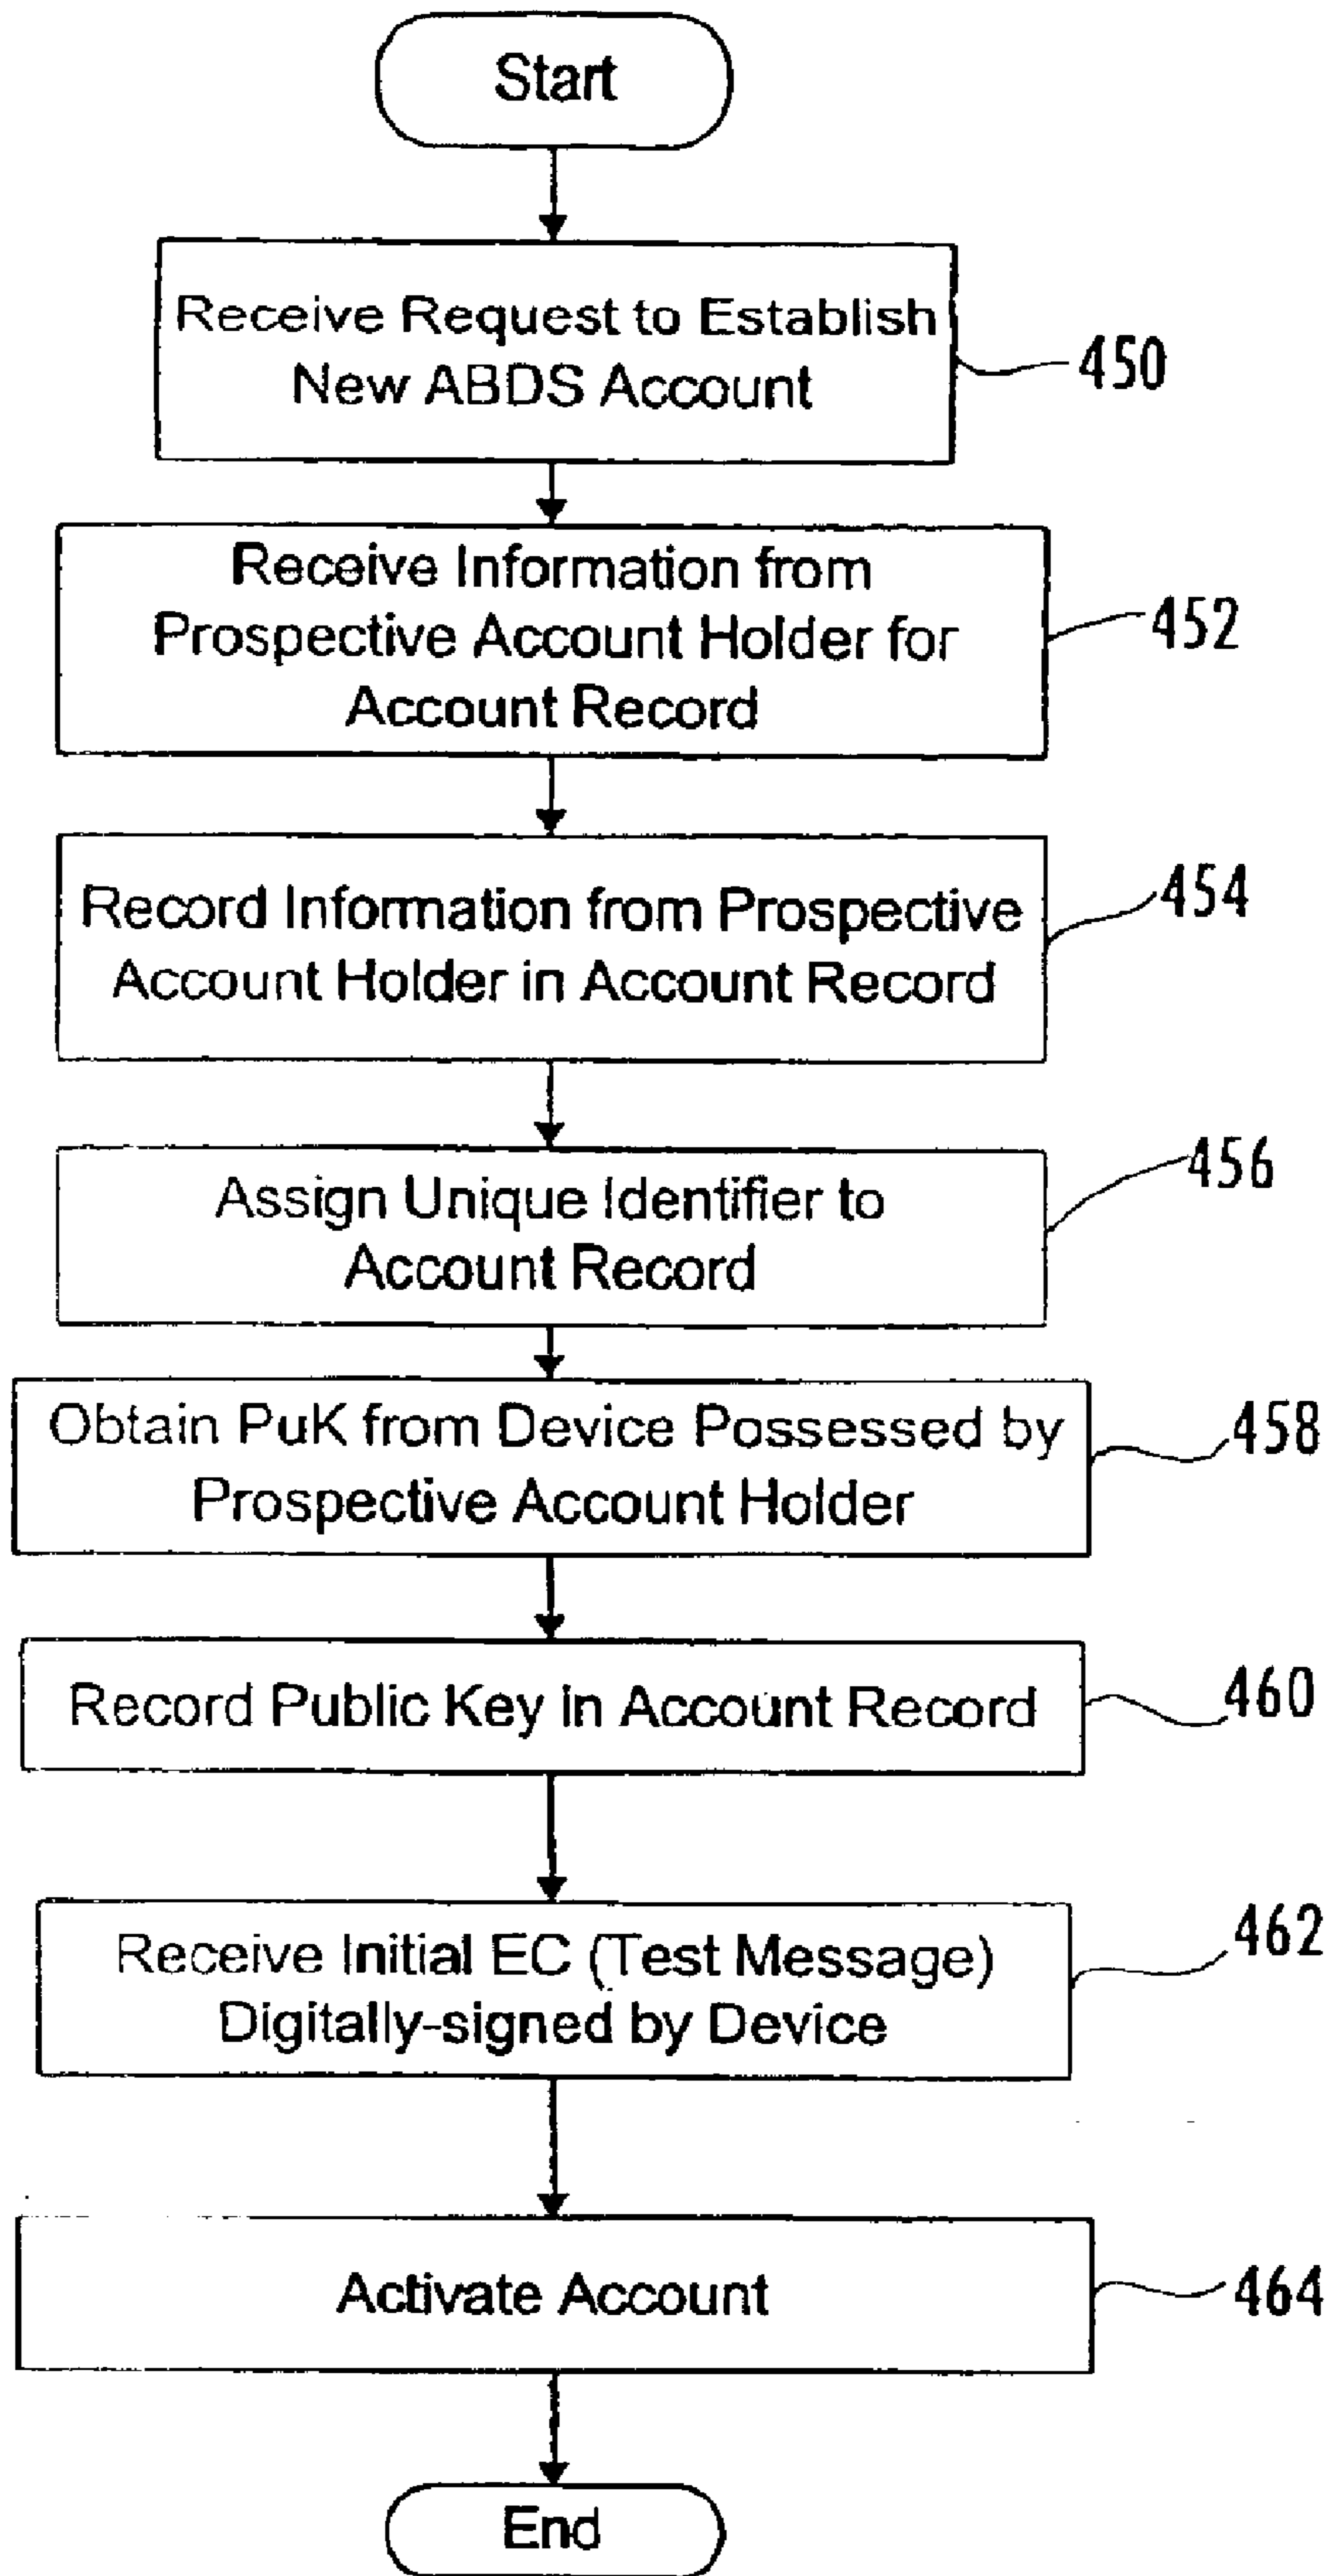 Start
Receive Request to Establish
New ABDS Account
450
Receive Information from
Prospective Account Holder for
Account Record
452
Record Information from Prospective
Account Holder in Account Record
454
Assign Unique Identifier to
Account Record
456
Obtain PuK from Device Possessed by
Prospective Account Holder
458
Record Public Key in Account Record
460
Receive Initial EC (Test Message)
Digitally-signed by Device
462
Activate Account
464
End